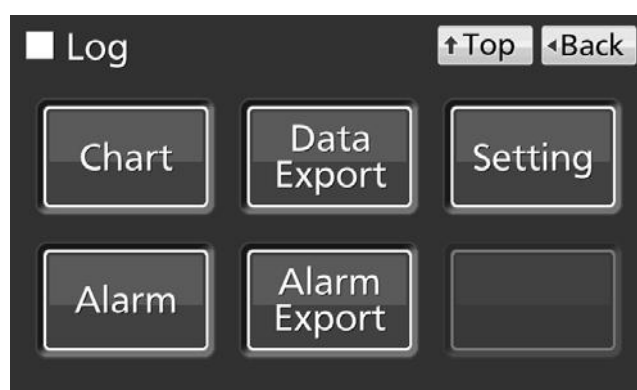 Log
↑Top
◂Back
Chart
Data
Export
Setting
Alarm
Alarm
Export